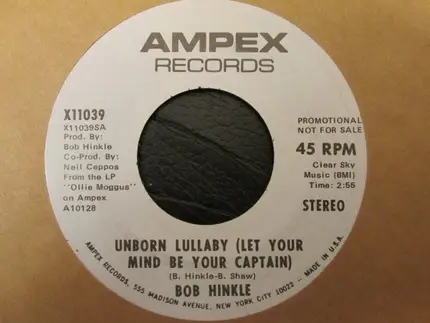 AMPEX
RECORDS
X11039
X11039SA
Prod. By:
Bob Hinkle
Co-Prod. By:
Neil Ceppos
From the LP
"Ollie Moggus"
on Ampex
A10128
PROMOTIONAL
NOT FOR SALE
45 RPM
Clear Sky
Music (BMI)
Time: 2:55
STEREO
UNBORN LULLABY (LET YOUR
MIND BE YOUR CAPTAIN)
(B. Hinkle-B. Shaw)
BOB HINKLE
AMPEX RECORDS, 555 MADISON AVENUE, NEW YORK CITY 10022 - MADE IN U.S.A.